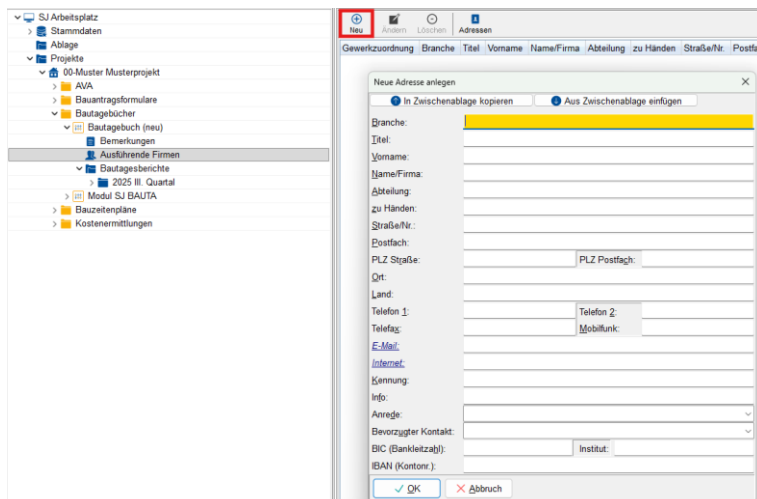 SJ Arbeitsplatz
Stammdaten
Ablage
Projekte
00-Muster Musterprojekt
AVA
Bauantragsformulare
Bautagebücher
Bautagebuch (neu)
Bemerkungen
Ausführende Firmen
Bautagesberichte
2025 III. Quartal
Modul SJ BAUTA
Bauzeitenpläne
Kostenermittlungen
Neu Ändern Löschen Adressen
Gewerkzuordnung Branche Titel Vorname Name/Firma Abteilung zu Händen Straße/Nr. Postfa
Neue Adresse anlegen
In Zwischenablage kopieren Aus Zwischenablage einfügen
Branche:
Titel:
Vorname:
Name/Firma:
Abteilung:
zu Händen:
Straße/Nr.:
Postfach:
PLZ Straße: PLZ Postfach:
Ort:
Land:
Telefon 1: Telefon 2:
Telefax: Mobilfunk:
E-Mail:
Internet:
Kennung:
Info:
Anrede:
Bevorzugter Kontakt:
BIC (Bankleitzahl): Institut:
IBAN (Kontonr.):
OK Abbruch